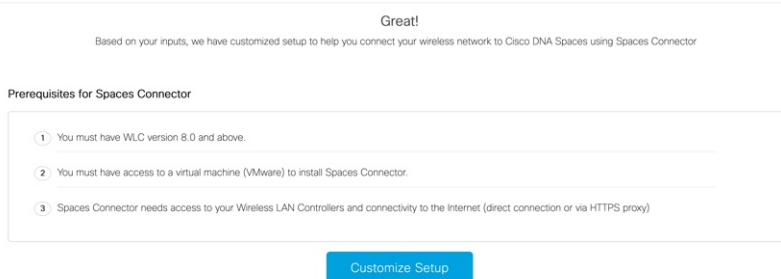 Great!
Based on your inputs, we have customized setup to help you connect your wireless network to Cisco DNA Spaces using Spaces Connector
Prerequisites for Spaces Connector
1 You must have WLC version 8.0 and above.
2 You must have access to a virtual machine (VMware) to install Spaces Connector.
3 Spaces Connector needs access to your Wireless LAN Controllers and connectivity to the Internet (direct connection or via HTTPS proxy)
Customize Setup